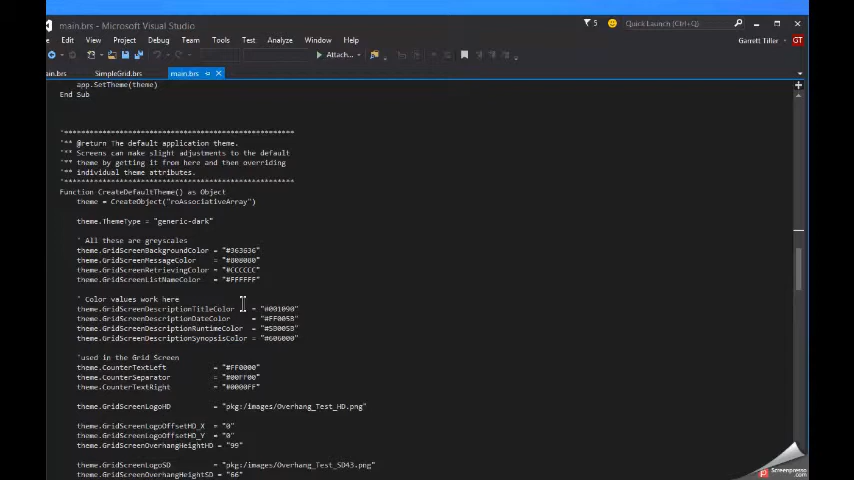 main.brs - Microsoft Visual Studio
5
Quick Launch (Ctrl+Q)
Edit View Project Debug Team Tools Test Analyze Window Help
Garrett Tiller GT
Attach...
ain.brs SimpleGrid.brs main.brs
app.SetTheme(theme)
End Sub
'******************************************************
'** @return The default application theme.
'** Screens can make slight adjustments to the default
'** theme by getting it from here and then overriding
'** individual theme attributes.
'******************************************************
Function CreateDefaultTheme() as Object
theme = CreateObject("roAssociativeArray")
theme.ThemeType = "generic-dark"
' All these are greyscales
theme.GridScreenBackgroundColor = "#363636"
theme.GridScreenMessageColor = "#808080"
theme.GridScreenRetrievingColor = "#CCCCCC"
theme.GridScreenListNameColor = "#FFFFFF"
' Color values work here
theme.GridScreenDescriptionTitleColor = "#001090"
theme.GridScreenDescriptionDateColor = "#FF005B"
theme.GridScreenDescriptionRuntimeColor = "#5B005B"
theme.GridScreenDescriptionSynopsisColor = "#606000"
'used in the Grid Screen
theme.CounterTextLeft = "#FF0000"
theme.CounterSeparator = "#00FF00"
theme.CounterTextRight = "#0000FF"
theme.GridScreenLogoHD = "pkg:/images/Overhang_Test_HD.png"
theme.GridScreenLogoOffsetHD_X = "0"
theme.GridScreenLogoOffsetHD_Y = "0"
theme.GridScreenOverhangHeightHD = "99"
theme.GridScreenLogoSD = "pkg:/images/Overhang_Test_SD43.png"
theme.GridScreenOverhangHeightSD = "66"
Screenpresso
.com